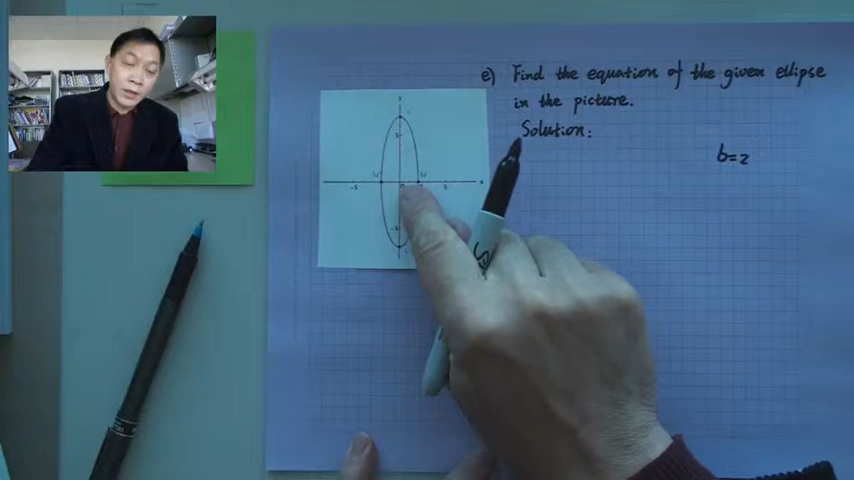 e) Find the equation of the given ellipse
in the picture.
Solution:
b=2